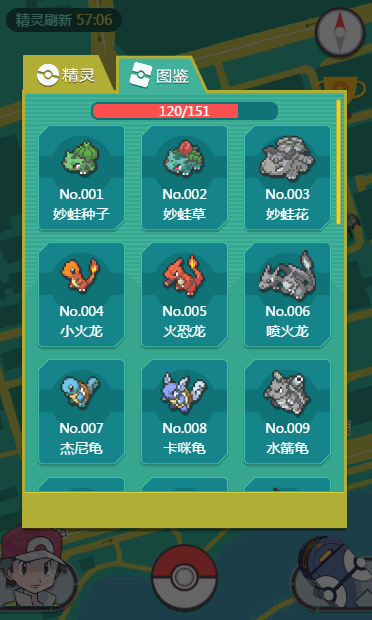 精灵刷新 57:06
精灵
图鉴
120/151
No.001
妙蛙种子
No.002
妙蛙草
No.003
妙蛙花
No.004
小火龙
No.005
火恐龙
No.006
喷火龙
No.007
杰尼龟
No.008
卡咪龟
No.009
水箭龟